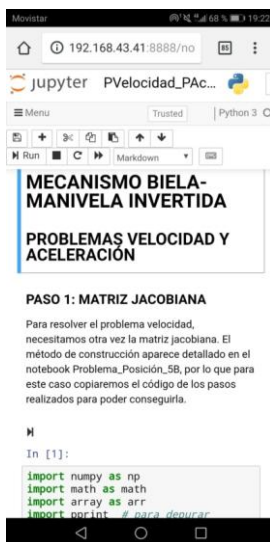 Movistar 68 % 19:22
192.168.43.41:8888/no 85
jupyter PVelocidad_PAc...
Menu Trusted Python 3
Run C Markdown
MECANISMO BIELA-
MANIVELA INVERTIDA
PROBLEMAS VELOCIDAD Y
ACELERACIÓN
PASO 1: MATRIZ JACOBIANA
Para resolver el problema velocidad,
necesitamos otra vez la matriz jacobiana. El
método de construcción aparece detallado en el
notebook Problema_Posición_5B, por lo que para
este caso copiaremos el código de los pasos
realizados para poder conseguirla.
In [1]:
import numpy as np
import math as math
import array as arr
import pprint # para depurar